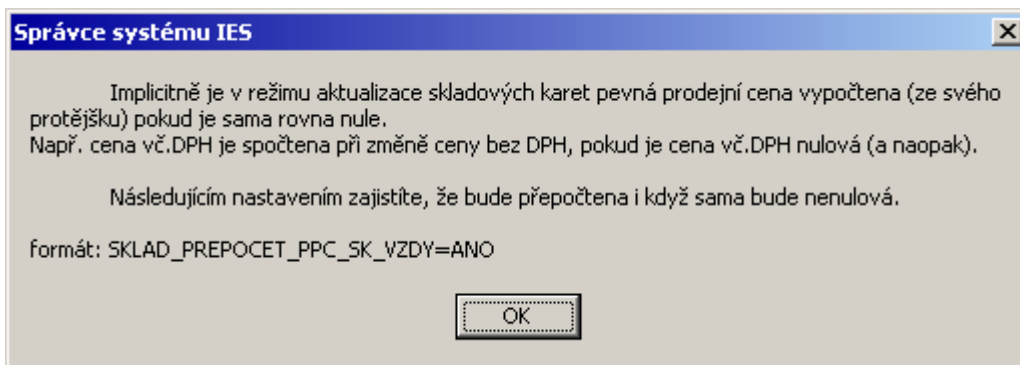 Správce systému IES
Implicitně je v režimu aktualizace skladových karet pevná prodejní cena vypočtena (ze svého
protějšku) pokud je sama rovna nule.
Např. cena vč.DPH je spočtena při změně ceny bez DPH, pokud je cena vč.DPH nulová (a naopak).
Následujícím nastavením zajistíte, že bude přepočtena i když sama bude nenulová.
formát: SKLAD_PREPOCET_PPC_SK_VZDY=ANO
OK